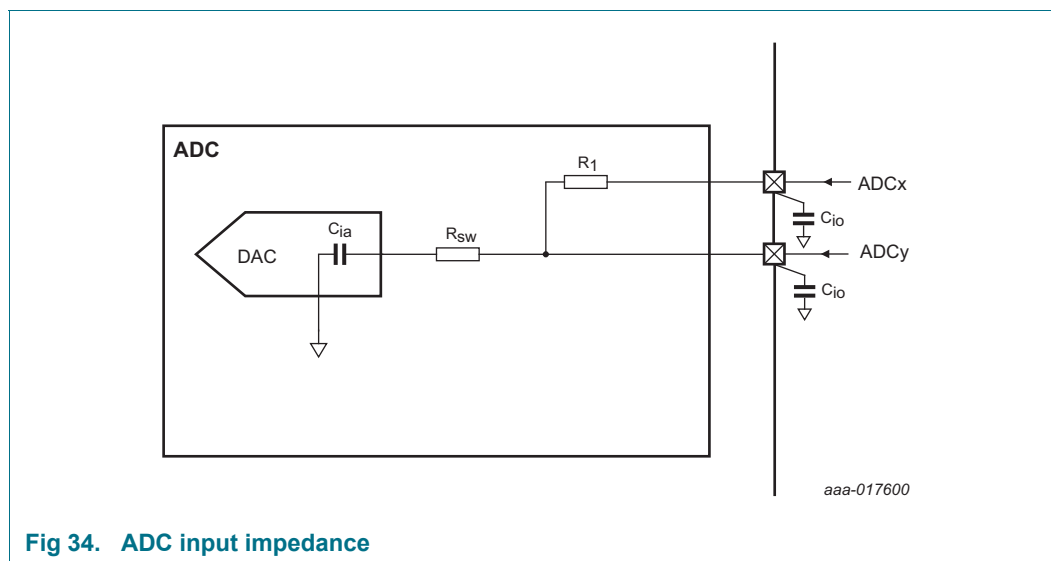 ADC
R1
ADCx
Cio
Cia
Rsw
DAC
ADCy
Cio
aaa-017600
Fig 34. ADC input impedance